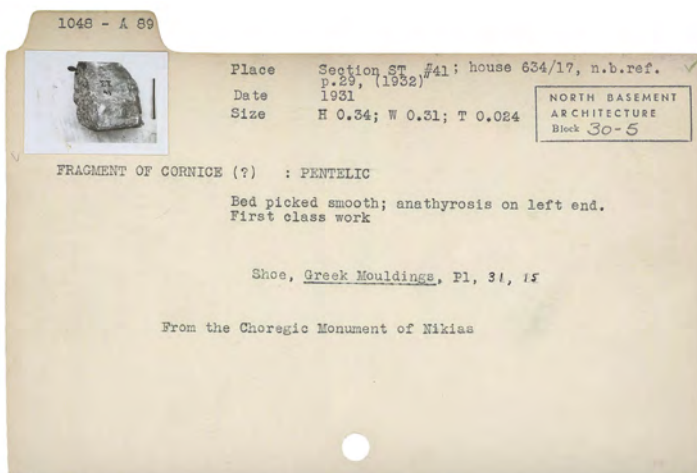 1048 - A 89
Place Section ST #41; house 634/17, n.b.ref.
p.29, (1932)
Date 1931
Size H 0.34; W 0.31; T 0.024
NORTH BASEMENT
ARCHITECTURE
Block 30-5
FRAGMENT OF CORNICE (?) : PENTELIC
Bed picked smooth; anathyrosis on left end.
First class work
Shoe, Greek Mouldings, Pl, 31, 15
From the Choregic Monument of Nikias